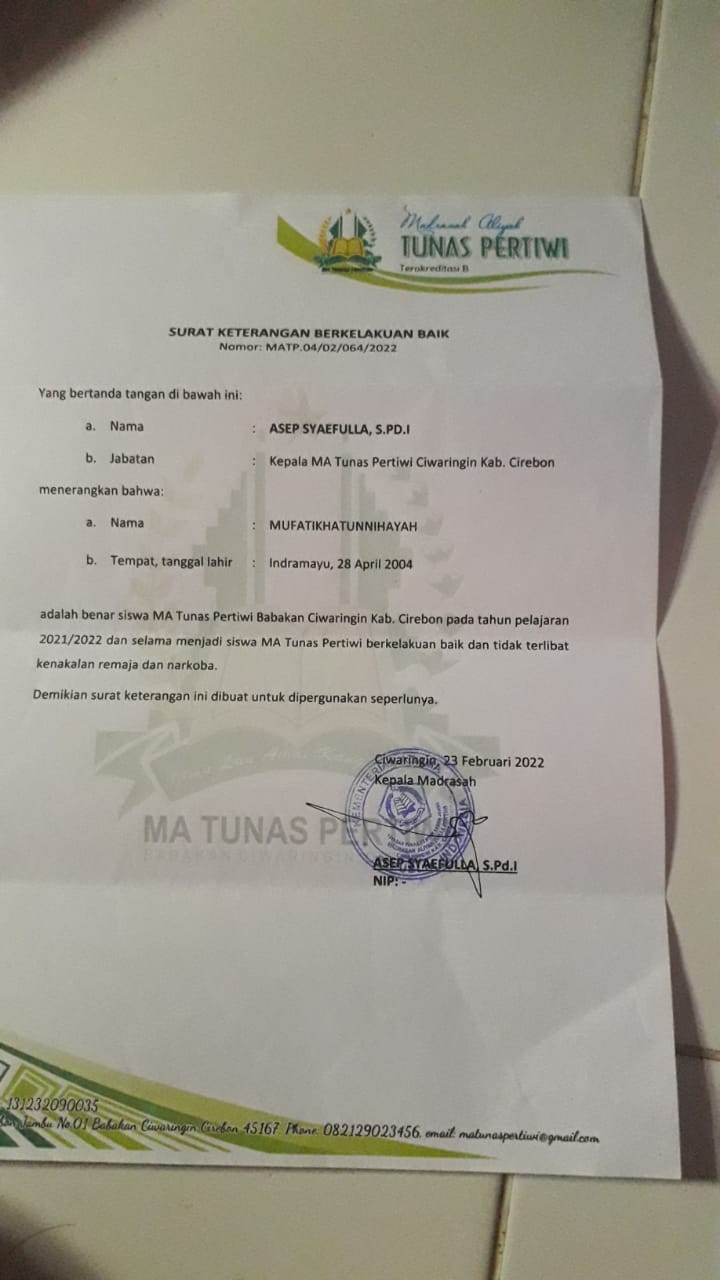 Madrasah Aliyah
TUNAS PERTIWI
Terakreditasi B
SURAT KETERANGAN BERKELAKUAN BAIK
Nomor: MATP.04/02/064/2022
Yang bertanda tangan di bawah ini:
a. Nama : ASEP SYAEFULLA, S.PD.I
b. Jabatan : Kepala MA Tunas Pertiwi Ciwaringin Kab. Cirebon
menerangkan bahwa:
a. Nama : MUFATIKHATUNNIHAYAH
b. Tempat, tanggal lahir : Indramayu, 28 April 2004
adalah benar siswa MA Tunas Pertiwi Babakan Ciwaringin Kab. Cirebon pada tahun pelajaran
2021/2022 dan selama menjadi siswa MA Tunas Pertiwi berkelakuan baik dan tidak terlibat
kenakalan remaja dan narkoba.
Demikian surat keterangan ini dibuat untuk dipergunakan seperlunya.
Ciwaringin, 23 Februari 2022
Kepala Madrasah
ASEP SYAEFULLA, S.Pd.I
NIP: -
MA TUNAS
BABAKAN CIWARINGIN
131232090035
Jambu No.01 Babakan Ciwaringin Cirebon 45167 Phone: 082129023456, email: matunaspertiwi@gmail.com